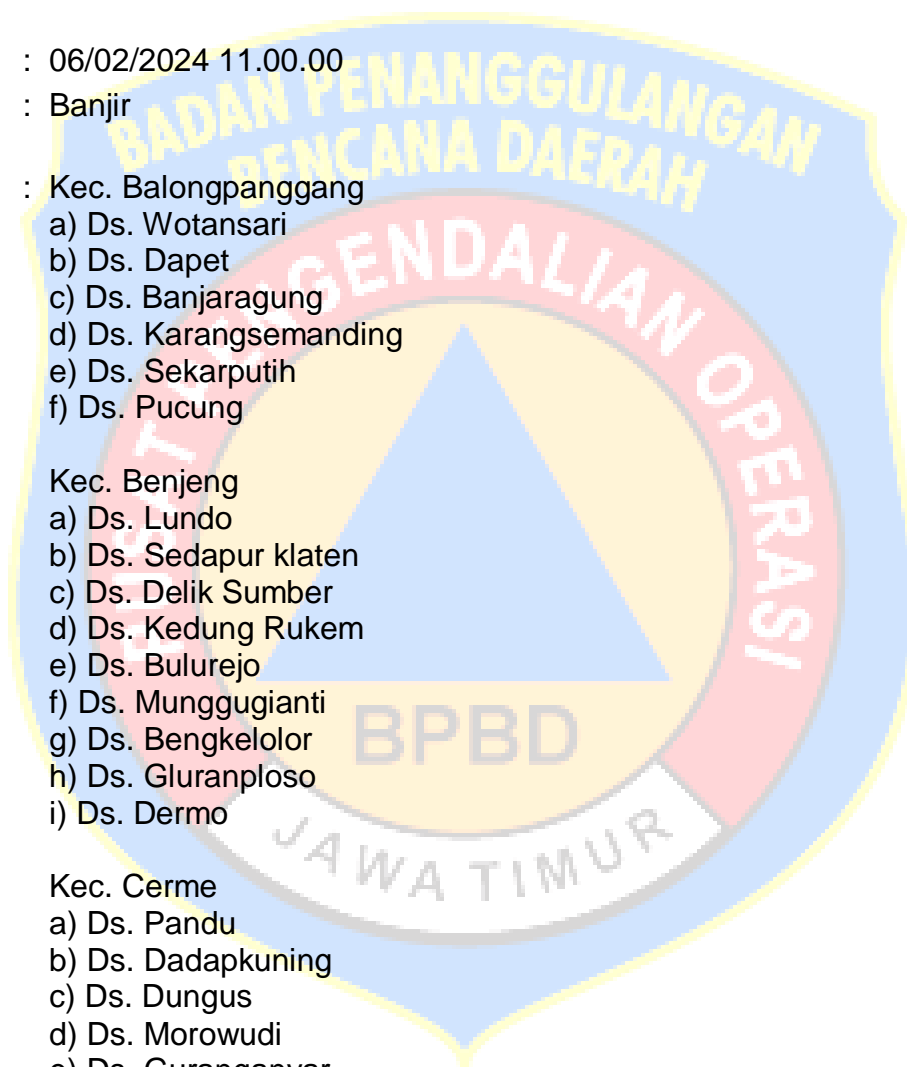 : 06/02/2024 11.00.00
: Banjir
: Kec. Balongpanggang
a) Ds. Wotansari
b) Ds. Dapet
c) Ds. Banjaragung
d) Ds. Karangsemanding
e) Ds. Sekarputih
f) Ds. Pucung
Kec. Benjeng
a) Ds. Lundo
b) Ds. Sedapur klaten
c) Ds. Delik Sumber
d) Ds. Kedung Rukem
e) Ds. Bulurejo
f) Ds. Munggugianti
g) Ds. Bengkelolor
h) Ds. Gluranploso
i) Ds. Dermo
Kec. Cerme
a) Ds. Pandu
b) Ds. Dadapkuning
c) Ds. Dungus
d) Ds. Morowudi
BADAN PENANGGULANGAN
BENCANA DAERAH
PUSAT PENGENDALIAN OPERASI
BPBD
JAWA TIMUR